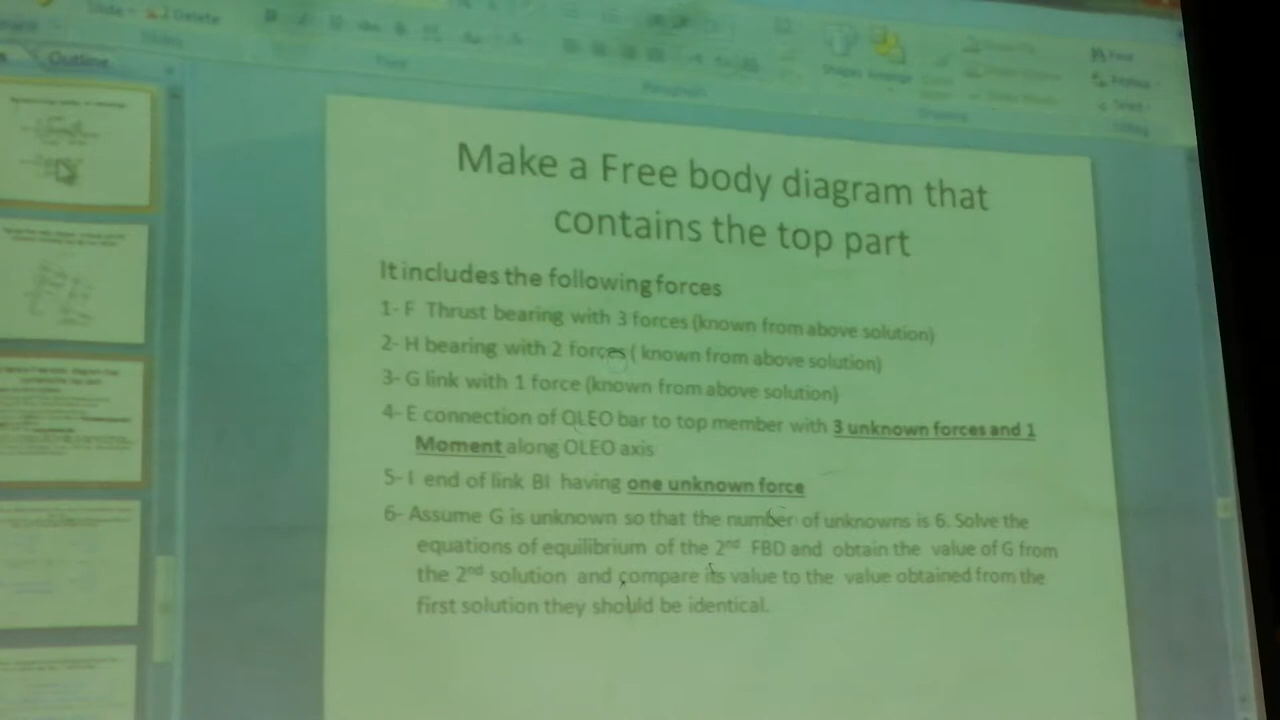 Slide
Delete
Outline
Shapes Arrange
Paragraph
Make a Free body diagram that
contains the top part
It includes the following forces
1- F Thrust bearing with 3 forces (known from above solution)
2- H bearing with 2 forces ( known from above solution)
3- G link with 1 force (known from above solution)
4- E connection of OLEO bar to top member with 3 unknown forces and 1
Moment along OLEO axis
5- I end of link BI having one unknown force
6- Assume G is unknown so that the number of unknowns is 6. Solve the
equations of equilibrium of the 2nd FBD and obtain the value of G from
the 2nd solution and compare its value to the value obtained from the
first solution they should be identical.